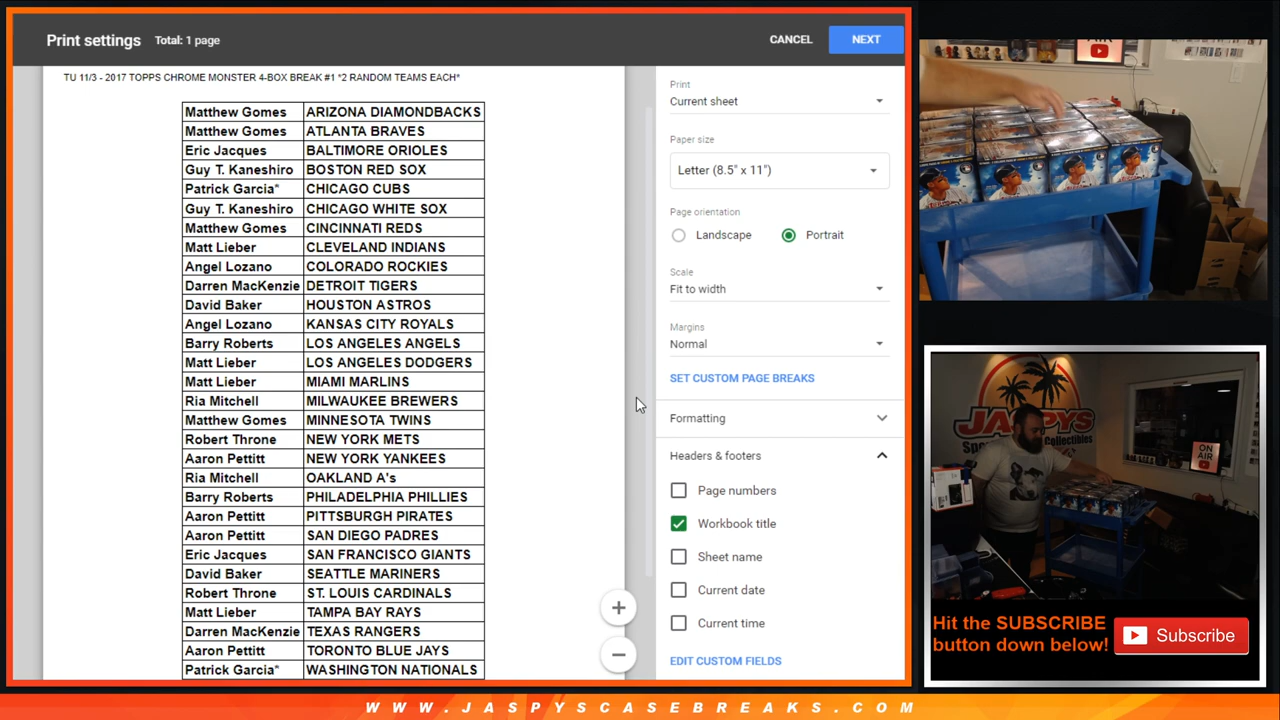 Print settings Total: 1 page
CANCEL NEXT
TU 11/3 - 2017 TOPPS CHROME MONSTER 4-BOX BREAK #1 *2 RANDOM TEAMS EACH*
Matthew Gomes ARIZONA DIAMONDBACKS
Matthew Gomes ATLANTA BRAVES
Eric Jacques BALTIMORE ORIOLES
Guy T. Kaneshiro BOSTON RED SOX
Patrick Garcia* CHICAGO CUBS
Guy T. Kaneshiro CHICAGO WHITE SOX
Matthew Gomes CINCINNATI REDS
Matt Lieber CLEVELAND INDIANS
Angel Lozano COLORADO ROCKIES
Darren MacKenzie DETROIT TIGERS
David Baker HOUSTON ASTROS
Angel Lozano KANSAS CITY ROYALS
Barry Roberts LOS ANGELES ANGELS
Matt Lieber LOS ANGELES DODGERS
Matt Lieber MIAMI MARLINS
Ria Mitchell MILWAUKEE BREWERS
Matthew Gomes MINNESOTA TWINS
Robert Throne NEW YORK METS
Aaron Pettitt NEW YORK YANKEES
Ria Mitchell OAKLAND A's
Barry Roberts PHILADELPHIA PHILLIES
Aaron Pettitt PITTSBURGH PIRATES
Aaron Pettitt SAN DIEGO PADRES
Eric Jacques SAN FRANCISCO GIANTS
David Baker SEATTLE MARINERS
Robert Throne ST. LOUIS CARDINALS
Matt Lieber TAMPA BAY RAYS
Darren MacKenzie TEXAS RANGERS
Aaron Pettitt TORONTO BLUE JAYS
Patrick Garcia* WASHINGTON NATIONALS
Print
Current sheet
Paper size
Letter (8.5" x 11")
Page orientation
Landscape Portrait
Scale
Fit to width
Margins
Normal
SET CUSTOM PAGE BREAKS
Formatting
Headers & footers
Page numbers
Workbook title
Sheet name
Current date
Current time
EDIT CUSTOM FIELDS
AIR
JASPYS
ON
AIR
Hit the SUBSCRIBE
button down below!
Subscribe
WWW.JASPYSCASEBREAKS.COM